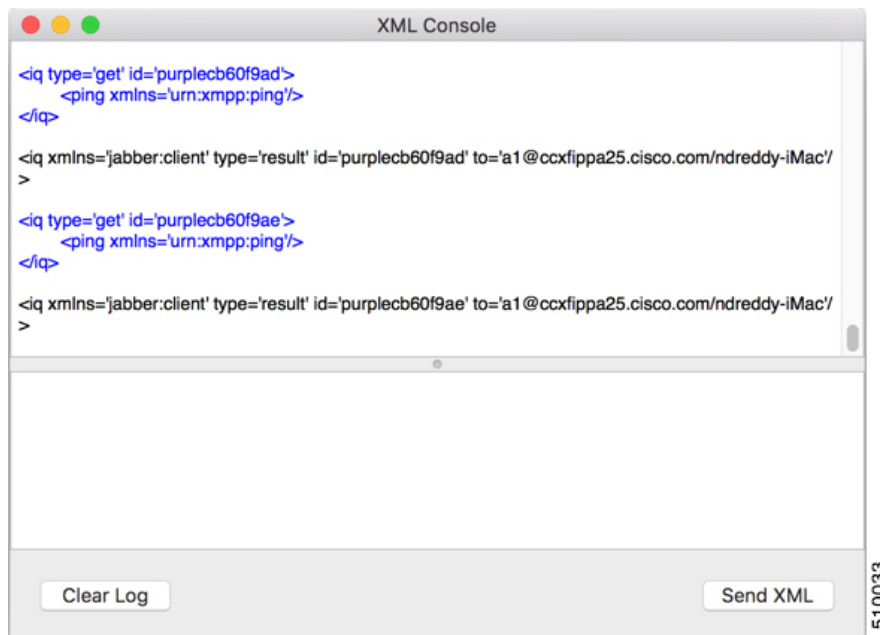 XML Console
<iq type='get' id='purplecb60f9ad'>
<ping xmlns='urn:xmpp:ping'/>
</iq>
<iq xmlns='jabber:client' type='result' id='purplecb60f9ad' to='a1@ccxfippa25.cisco.com/ndreddy-iMac'/
>
<iq type='get' id='purplecb60f9ae'>
<ping xmlns='urn:xmpp:ping'/>
</iq>
<iq xmlns='jabber:client' type='result' id='purplecb60f9ae' to='a1@ccxfippa25.cisco.com/ndreddy-iMac'/
>
Clear Log
Send XML
510033